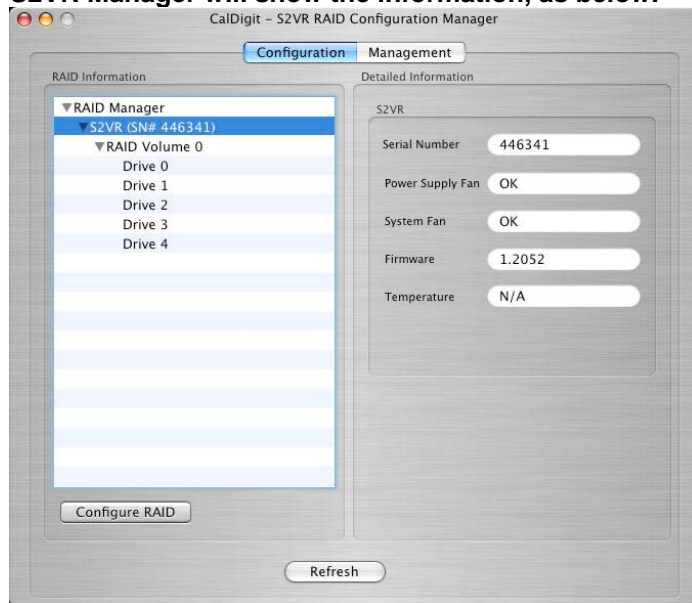 S2VR Manager will show the information, as below:
CalDigit – S2VR RAID Configuration Manager
Configuration Management
RAID Information
RAID Manager
S2VR (SN# 446341)
RAID Volume 0
Drive 0
Drive 1
Drive 2
Drive 3
Drive 4
Configure RAID
Detailed Information
S2VR
Serial Number 446341
Power Supply Fan OK
System Fan OK
Firmware 1.2052
Temperature N/A
Refresh